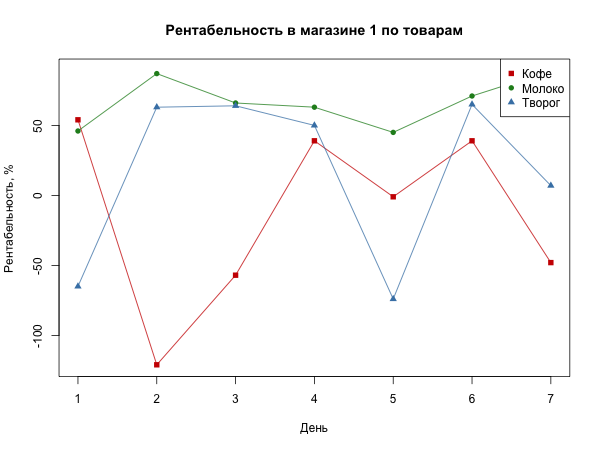 Рентабельность в магазине 1 по товарам
Кофе
Молоко
Творог
Рентабельность, %
50
0
-50
-100
1 2 3 4 5 6 7
День